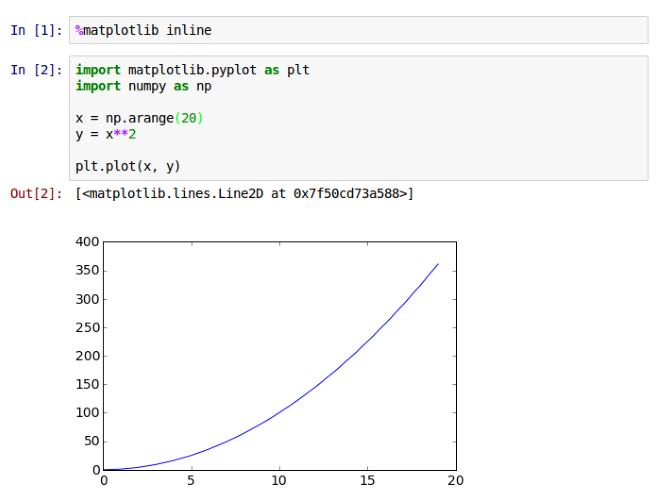 In [1]: %matplotlib inline
In [2]: import matplotlib.pyplot as plt
import numpy as np
x = np.arange(20)
y = x**2
plt.plot(x, y)
Out[2]: [<matplotlib.lines.Line2D at 0x7f50cd73a588>]
400
350
300
250
200
150
100
50
0
0 5 10 15 20